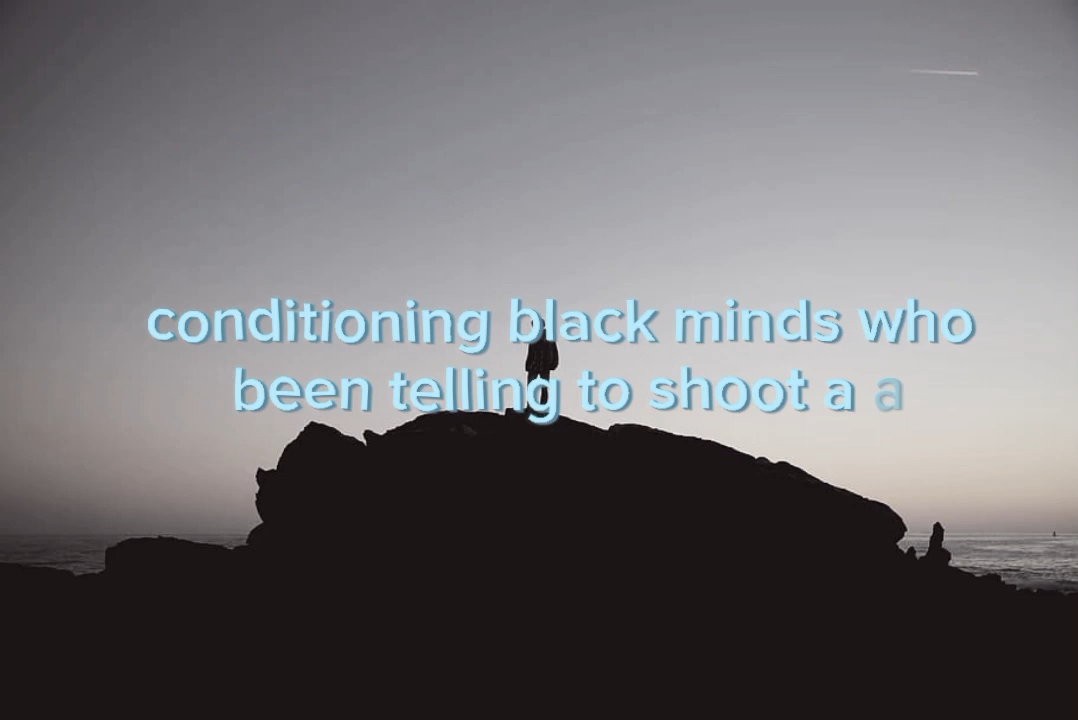 conditioning black minds who
been telling to shoot a a